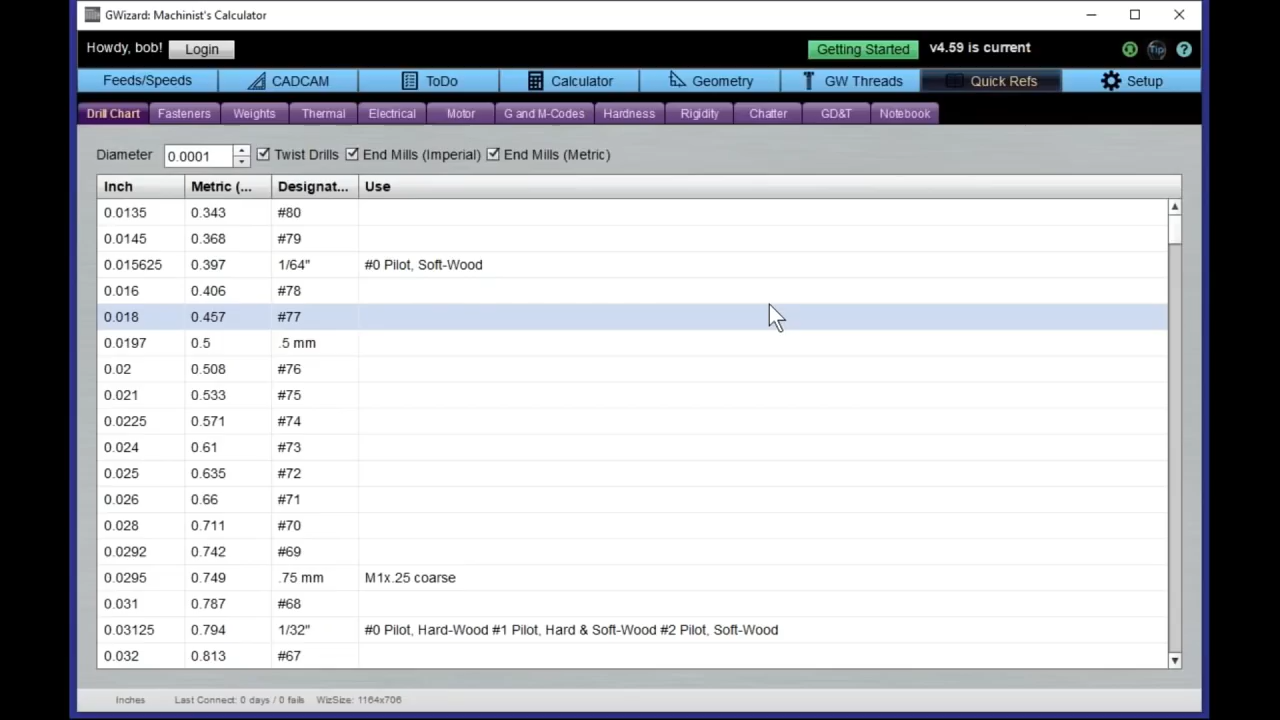 GWizard: Machinist's Calculator
Howdy, bob! Login Getting Started v4.59 is current Tip ?
Feeds/Speeds CADCAM ToDo Calculator Geometry GW Threads Quick Refs Setup
Drill Chart Fasteners Weights Thermal Electrical Motor G and M-Codes Hardness Rigidity Chatter GD&T Notebook
Diameter 0.0001 Twist Drills End Mills (Imperial) End Mills (Metric)
Inch Metric (... Designat... Use
0.0135 0.343 #80
0.0145 0.368 #79
0.015625 0.397 1/64" #0 Pilot, Soft-Wood
0.016 0.406 #78
0.018 0.457 #77
0.0197 0.5 .5 mm
0.02 0.508 #76
0.021 0.533 #75
0.0225 0.571 #74
0.024 0.61 #73
0.025 0.635 #72
0.026 0.66 #71
0.028 0.711 #70
0.0292 0.742 #69
0.0295 0.749 .75 mm M1x.25 coarse
0.031 0.787 #68
0.03125 0.794 1/32" #0 Pilot, Hard-Wood #1 Pilot, Hard & Soft-Wood #2 Pilot, Soft-Wood
0.032 0.813 #67
Inches Last Connect: 0 days / 0 fails WizSize: 1164x706